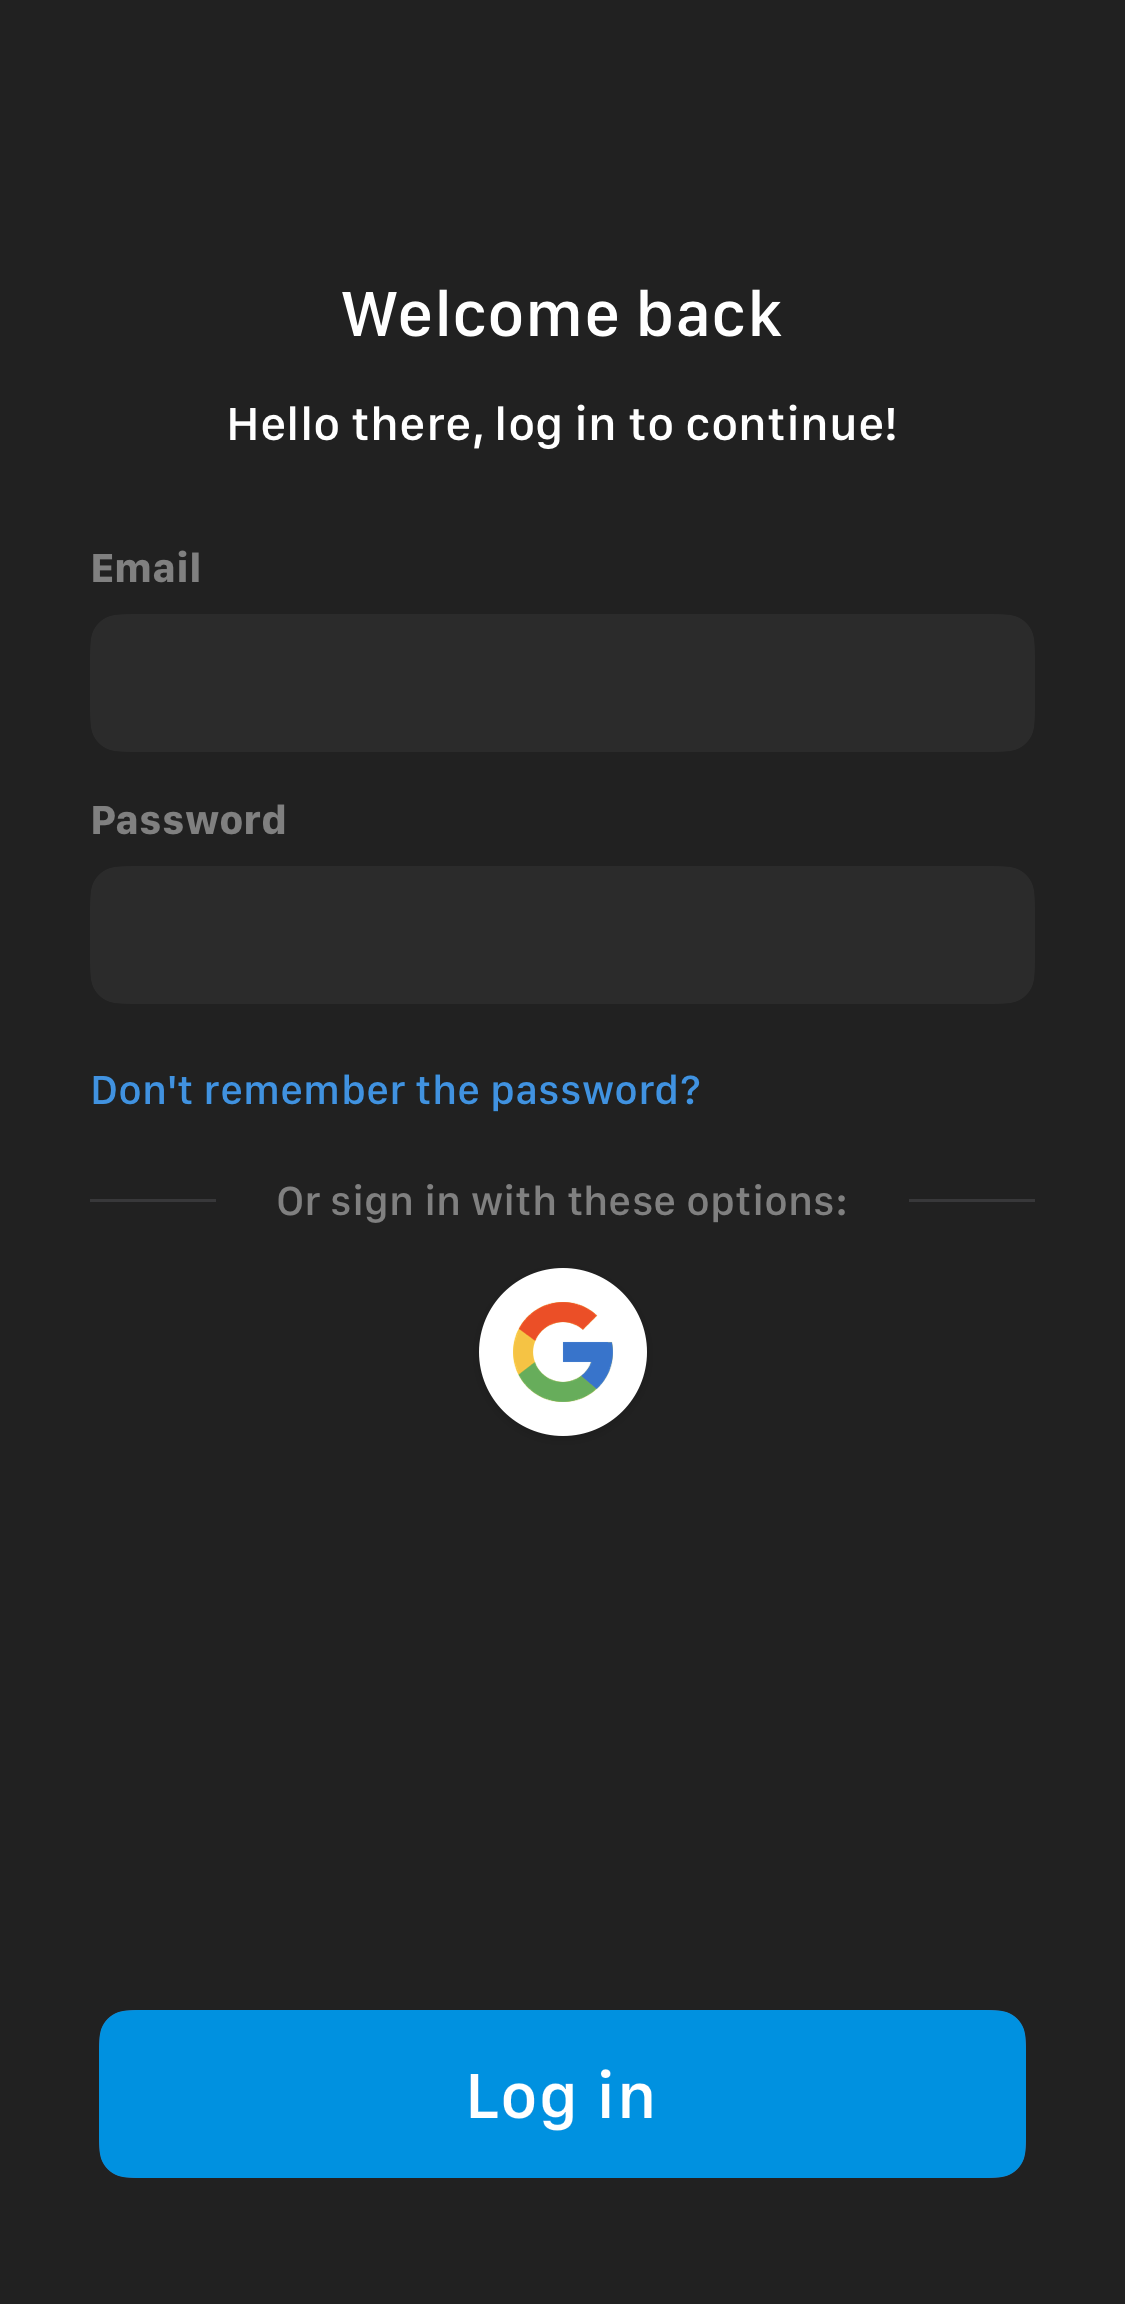 Welcome back
Hello there, log in to continue!
Email
Password
Don't remember the password?
Or sign in with these options:
Log in